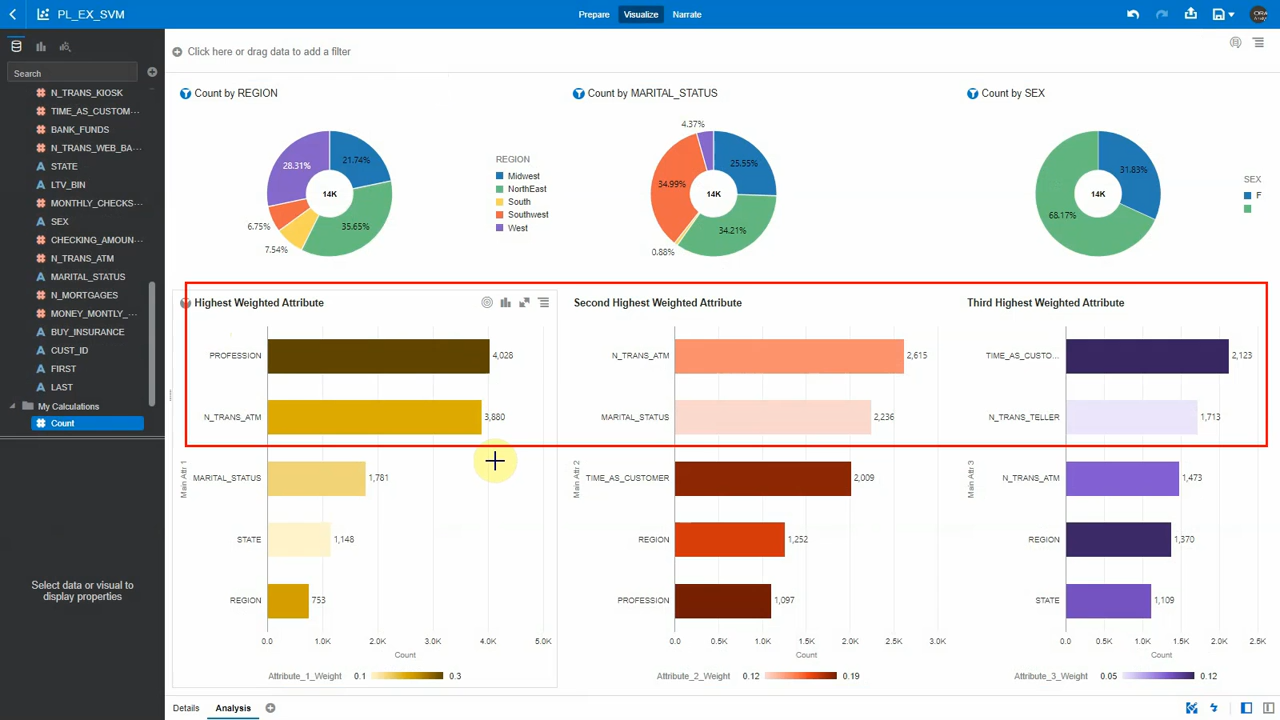 PL_EX_SVM
Prepare
Visualize
Narrate
Search
N_TRANS_KIOSK
TIME_AS_CUSTOM...
BANK_FUNDS
N_TRANS_WEB_BA...
STATE
LTV_BIN
MONTHLY_CHECKS...
SEX
CHECKING_AMOUN...
N_TRANS_ATM
MARITAL_STATUS
N_MORTGAGES
MONEY_MONTLY_...
BUY_INSURANCE
CUST_ID
FIRST
LAST
My Calculations
Count
Select data or visual to
display properties
Click here or drag data to add a filter
Count by REGION
21.74%
35.65%
7.54%
6.75%
28.31%
14K
REGION
Midwest
NorthEast
South
Southwest
West
Count by MARITAL_STATUS
4.37%
25.55%
34.21%
0.88%
34.99%
14K
Count by SEX
31.83%
68.17%
14K
SEX
F
Highest Weighted Attribute
Main Attr 1
PROFESSION
4,028
N_TRANS_ATM
3,880
MARITAL_STATUS
1,781
STATE
1,148
REGION
753
0.0 1.0K 2.0K 3.0K 4.0K 5.0K
Count
Attribute_1_Weight 0.1 0.3
Second Highest Weighted Attribute
Main Attr 2
N_TRANS_ATM
2,615
MARITAL_STATUS
2,236
TIME_AS_CUSTOMER
2,009
REGION
1,252
PROFESSION
1,097
0.0 0.5K 1.0K 1.5K 2.0K 2.5K 3.0K
Count
Attribute_2_Weight 0.12 0.19
Third Highest Weighted Attribute
Main Attr 3
TIME_AS_CUSTO...
2,123
N_TRANS_TELLER
1,713
N_TRANS_ATM
1,473
REGION
1,370
STATE
1,109
0.0 0.5K 1.0K 1.5K 2.0K 2.5K
Count
Attribute_3_Weight 0.05 0.12
Details
Analysis